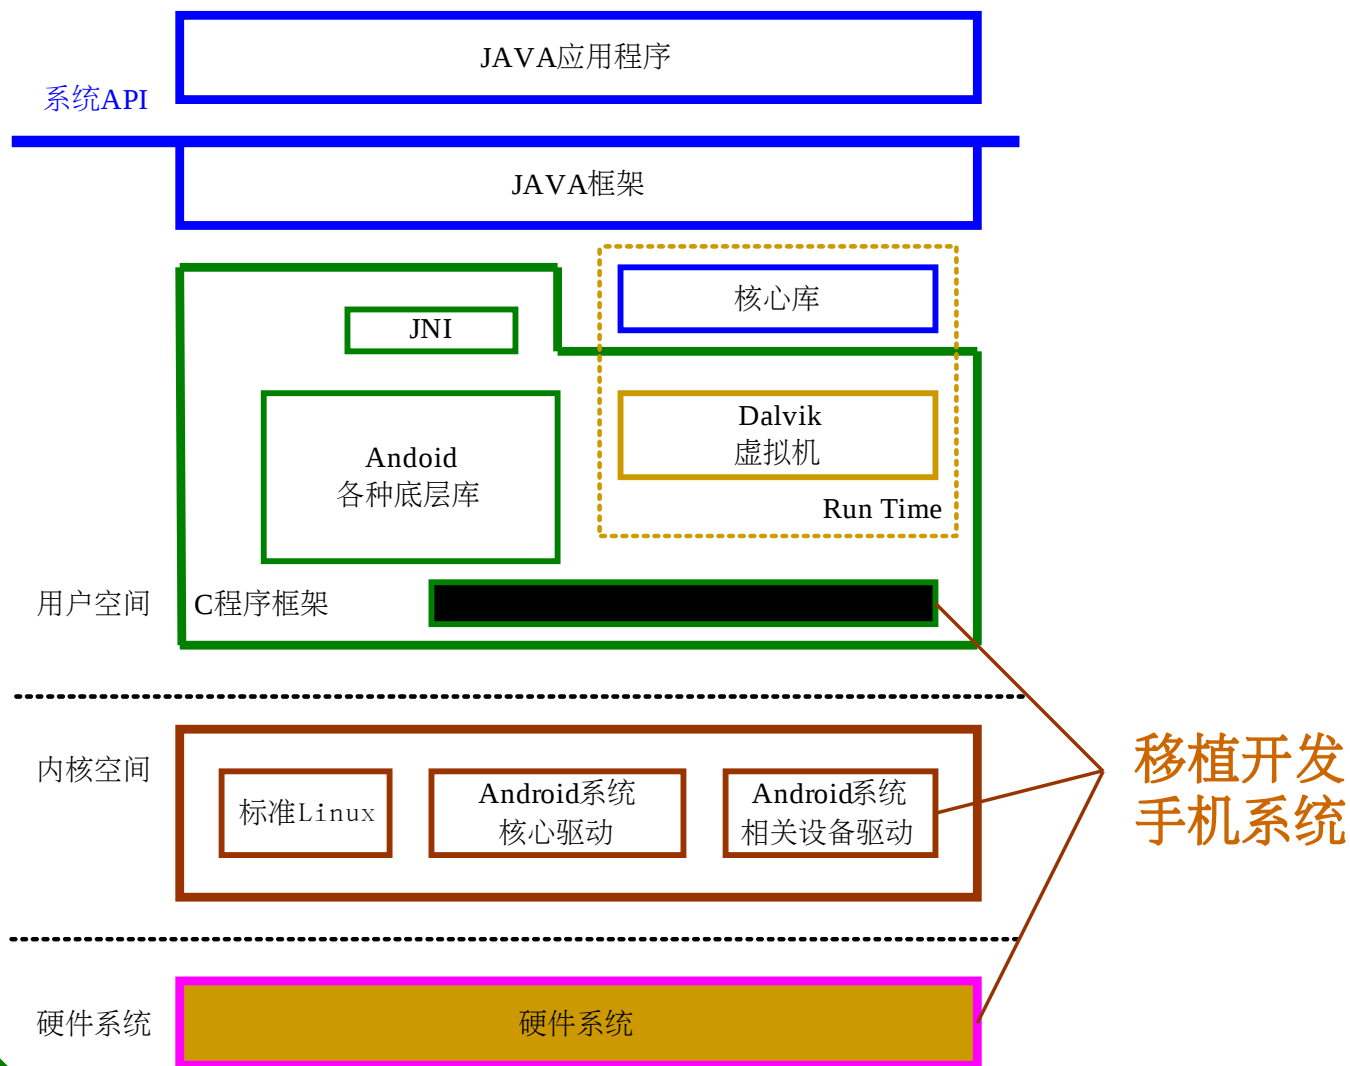 JAVA应用程序
系统API
JAVA框架
核心库
JNI
Dalvik
虚拟机
Andoid
各种底层库
Run Time
用户空间
C程序框架
内核空间
标准Linux
Android系统
核心驱动
Android系统
相关设备驱动
移植开发
手机系统
硬件系统
硬件系统